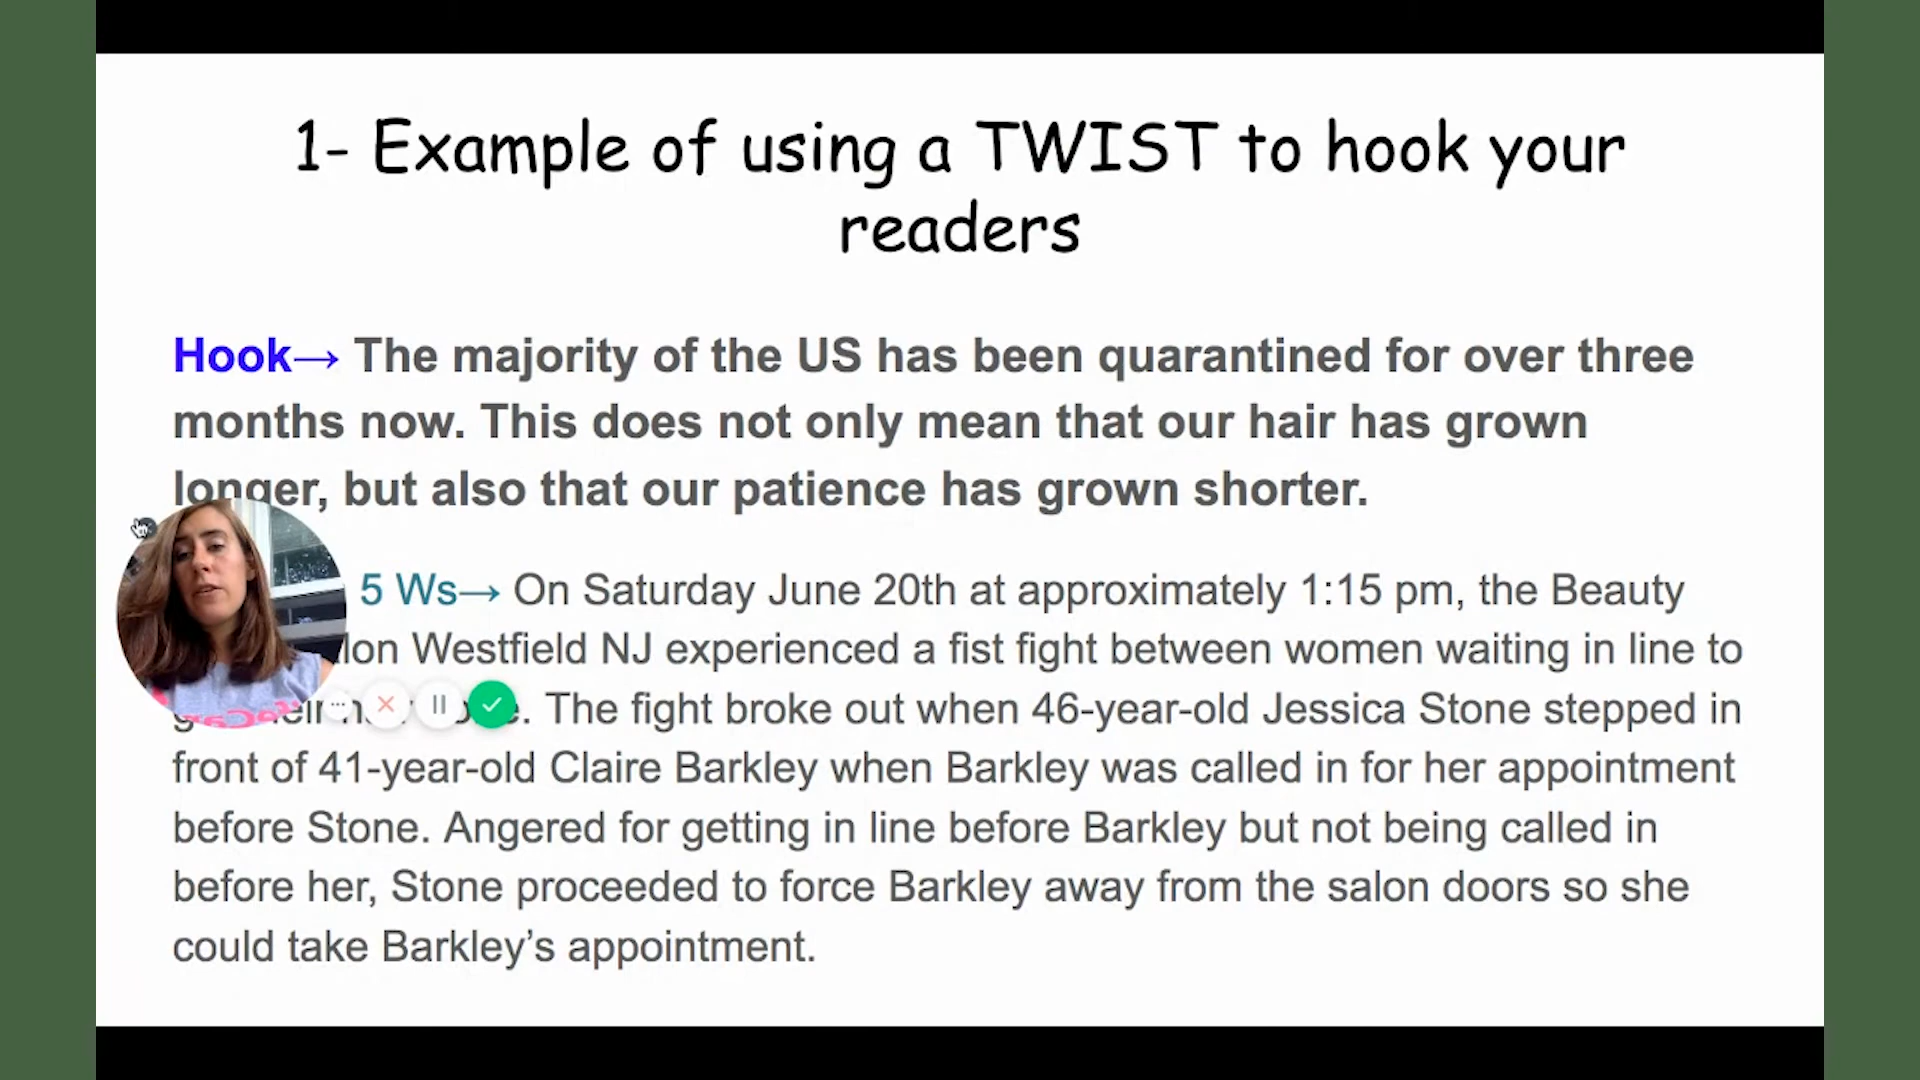 1- Example of using a TWIST to hook your
readers
Hook→ The majority of the US has been quarantined for over three
months now. This does not only mean that our hair has grown
longer, but also that our patience has grown shorter.
5 Ws→ On Saturday June 20th at approximately 1:15 pm, the Beauty
Westfield NJ experienced a fist fight between women waiting in line to
The fight broke out when 46-year-old Jessica Stone stepped in
front of 41-year-old Claire Barkley when Barkley was called in for her appointment
before Stone. Angered for getting in line before Barkley but not being called in
before her, Stone proceeded to force Barkley away from the salon doors so she
could take Barkley’s appointment.